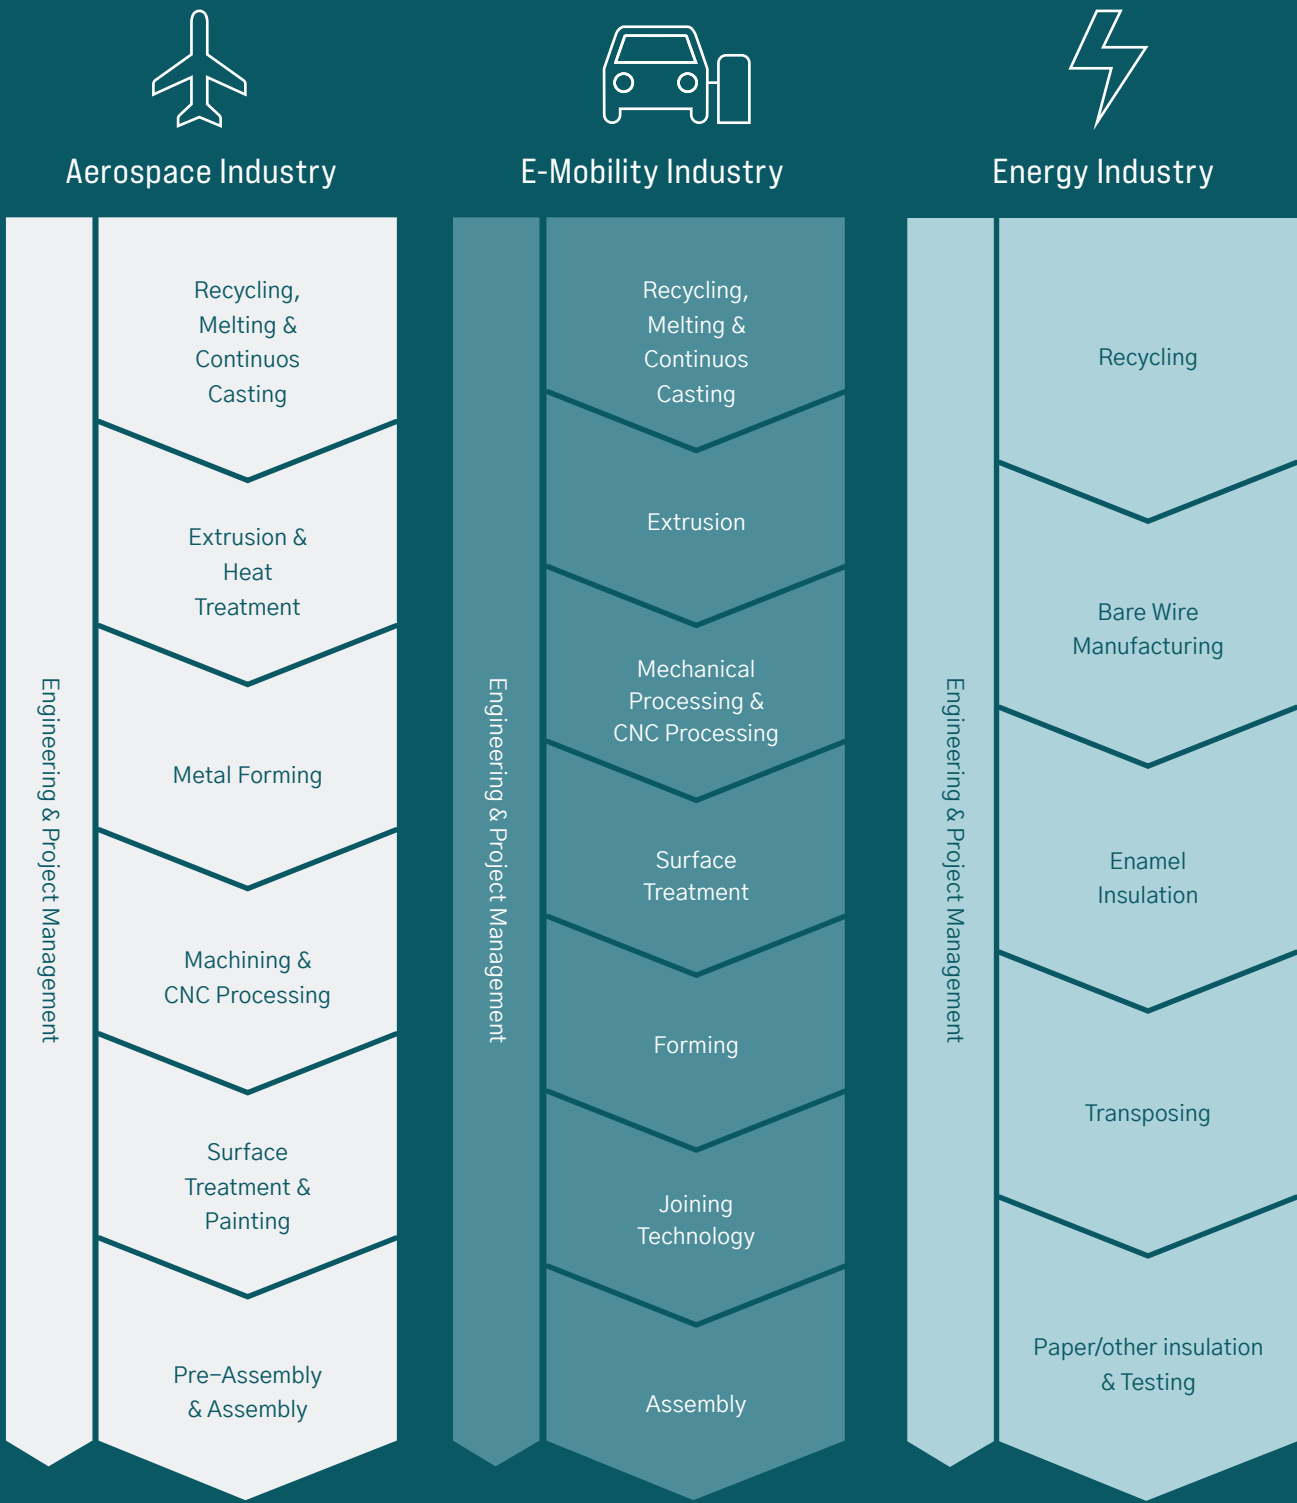 Aerospace Industry
Engineering & Project Management
Recycling,
Melting &
Continuos
Casting
Extrusion &
Heat
Treatment
Metal Forming
Machining &
CNC Processing
Surface
Treatment &
Painting
Pre-Assembly
& Assembly
E-Mobility Industry
Engineering & Project Management
Recycling,
Melting &
Continuos
Casting
Extrusion
Mechanical
Processing &
CNC Processing
Surface
Treatment
Forming
Joining
Technology
Assembly
Energy Industry
Engineering & Project Management
Recycling
Bare Wire
Manufacturing
Enamel
Insulation
Transposing
Paper/other insulation
& Testing